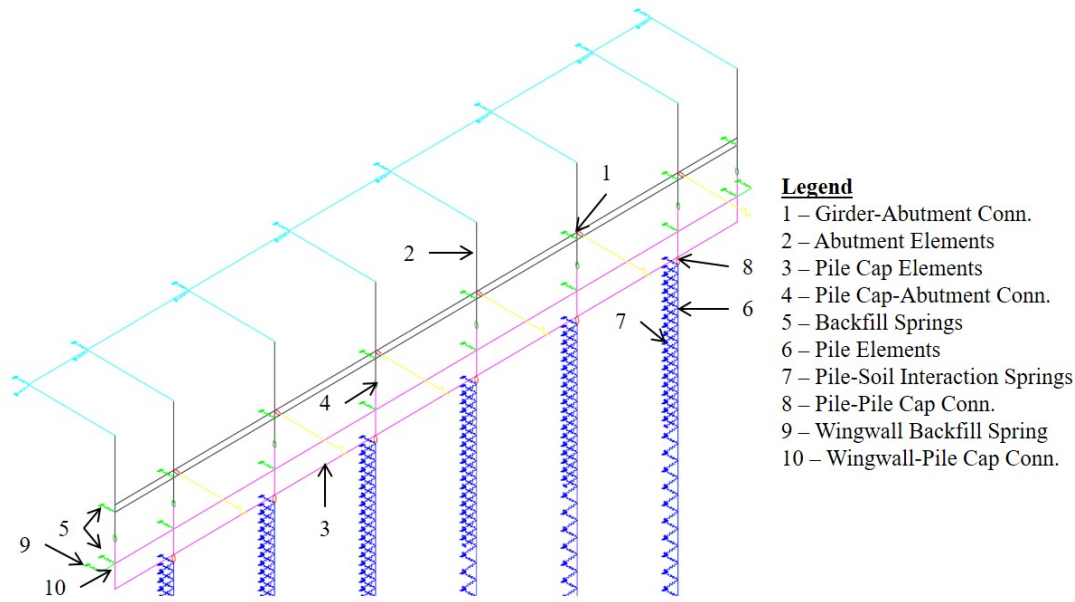 1
2
8
6
7
4
3
5
9
10
Legend
1 – Girder-Abutment Conn.
2 – Abutment Elements
3 – Pile Cap Elements
4 – Pile Cap-Abutment Conn.
5 – Backfill Springs
6 – Pile Elements
7 – Pile-Soil Interaction Springs
8 – Pile-Pile Cap Conn.
9 – Wingwall Backfill Spring
10 – Wingwall-Pile Cap Conn.